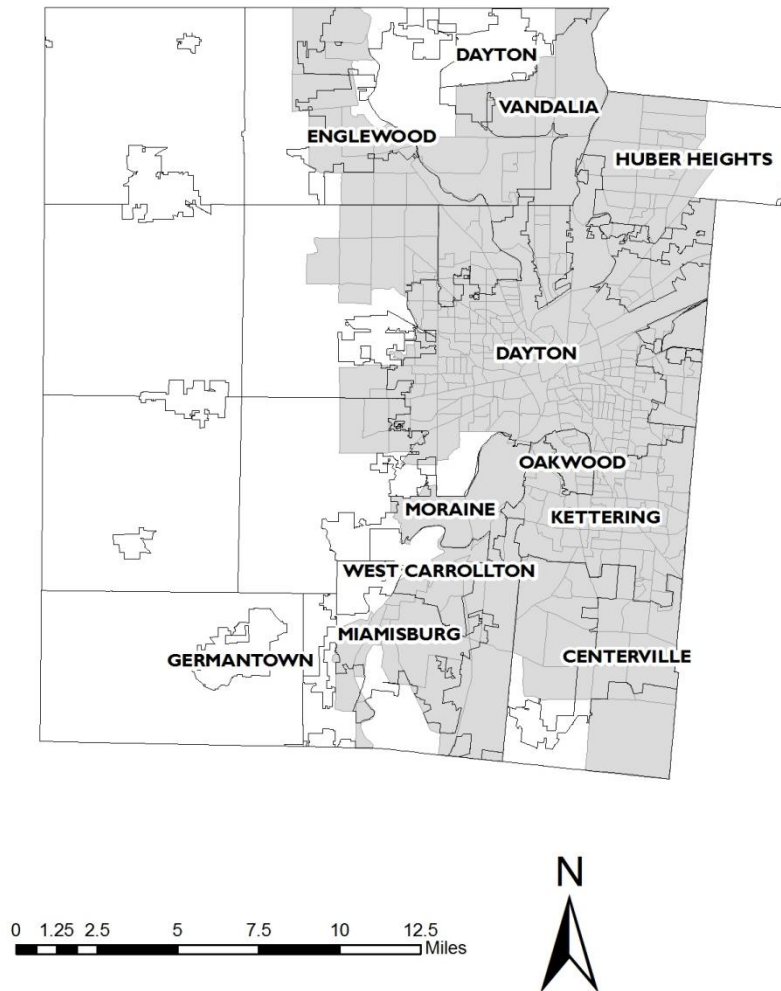 DAYTON
VANDALIA
ENGLEWOOD
HUBER HEIGHTS
DAYTON
OAKWOOD
MORAINE
KETTERING
WEST CARROLLTON
MIAMISBURG
GERMANTOWN
CENTERVILLE
N
0 1.25 2.5 5 7.5 10 12.5
Miles